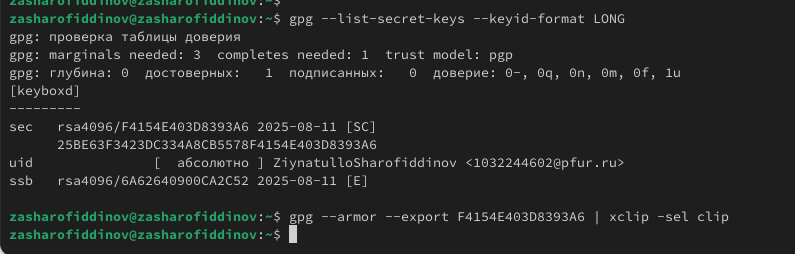 zasharofiddinov@zasharofiddinov:~$
zasharofiddinov@zasharofiddinov:~$ gpg --list-secret-keys --keyid-format LONG
gpg: проверка таблицы доверия
gpg: marginals needed: 3  completes needed: 1  trust model: pgp
gpg: глубина: 0  достоверных:   1  подписанных:   0  доверие: 0-, 0q, 0n, 0m, 0f, 1u
[keyboxd]
---------
sec   rsa4096/F4154E403D8393A6 2025-08-11 [SC]
      25BE63F3423DC334A8CB5578F4154E403D8393A6
uid              [  абсолютно ] ZiynatulloSharofiddinov <1032244602@pfur.ru>
ssb   rsa4096/6A62640900CA2C52 2025-08-11 [E]

zasharofiddinov@zasharofiddinov:~$ gpg --armor --export F4154E403D8393A6 | xclip -sel clip
zasharofiddinov@zasharofiddinov:~$